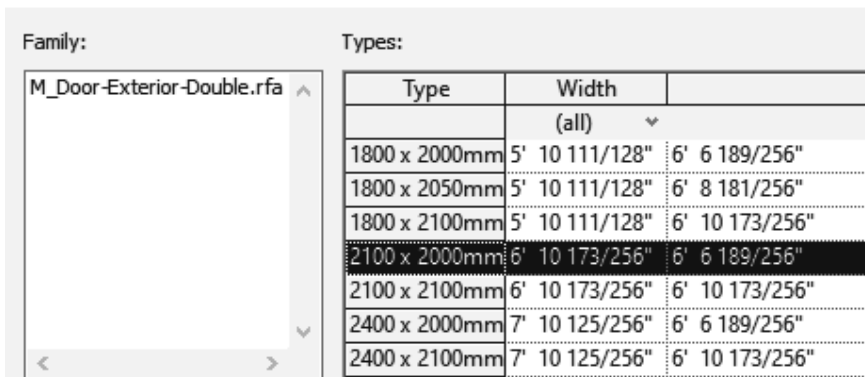 Family: Types:
M_Door-Exterior-Double.rfa
Type Width
(all)
1800 x 2000mm 5' 10 111/128" 6' 6 189/256"
1800 x 2050mm 5' 10 111/128" 6' 8 181/256"
1800 x 2100mm 5' 10 111/128" 6' 10 173/256"
2100 x 2000mm 6' 10 173/256" 6' 6 189/256"
2100 x 2100mm 6' 10 173/256" 6' 10 173/256"
2400 x 2000mm 7' 10 125/256" 6' 6 189/256"
2400 x 2100mm 7' 10 125/256" 6' 10 173/256"